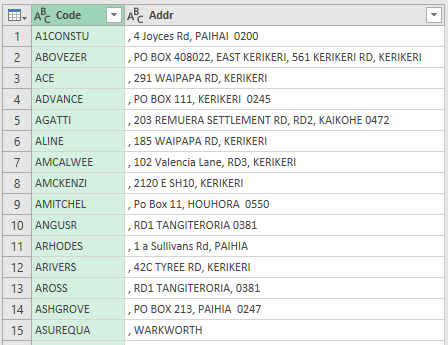 ABC Code ABC Addr
1 A1CONSTU , 4 Joyces Rd, PAIHAI 0200
2 ABOVEZER , PO BOX 408022, EAST KERIKERI, 561 KERIKERI RD, KERIKERI
3 ACE , 291 WAIPAPA RD, KERIKERI
4 ADVANCE , PO BOX 111, KERIKERI 0245
5 AGATTI , 203 REMUERA SETTLEMENT RD, RD2, KAIKOHE 0472
6 ALINE , 185 WAIPAPA RD, KERIKERI
7 AMCALWEE , 102 Valencia Lane, RD3, KERIKERI
8 AMCKENZI , 2120 E SH10, KERIKERI
9 AMITCHEL , Po Box 11, HOUHORA 0550
10 ANGUSR , RD1 TANGITERORIA 0381
11 ARHODES , 1 a Sullivans Rd, PAIHIA
12 ARIVERS , 42C TYREE RD, KERIKERI
13 AROSS , RD1 TANGITERORIA, 0381
14 ASHGROVE , PO BOX 213, PAIHIA 0247
15 ASUREQUA , WARKWORTH